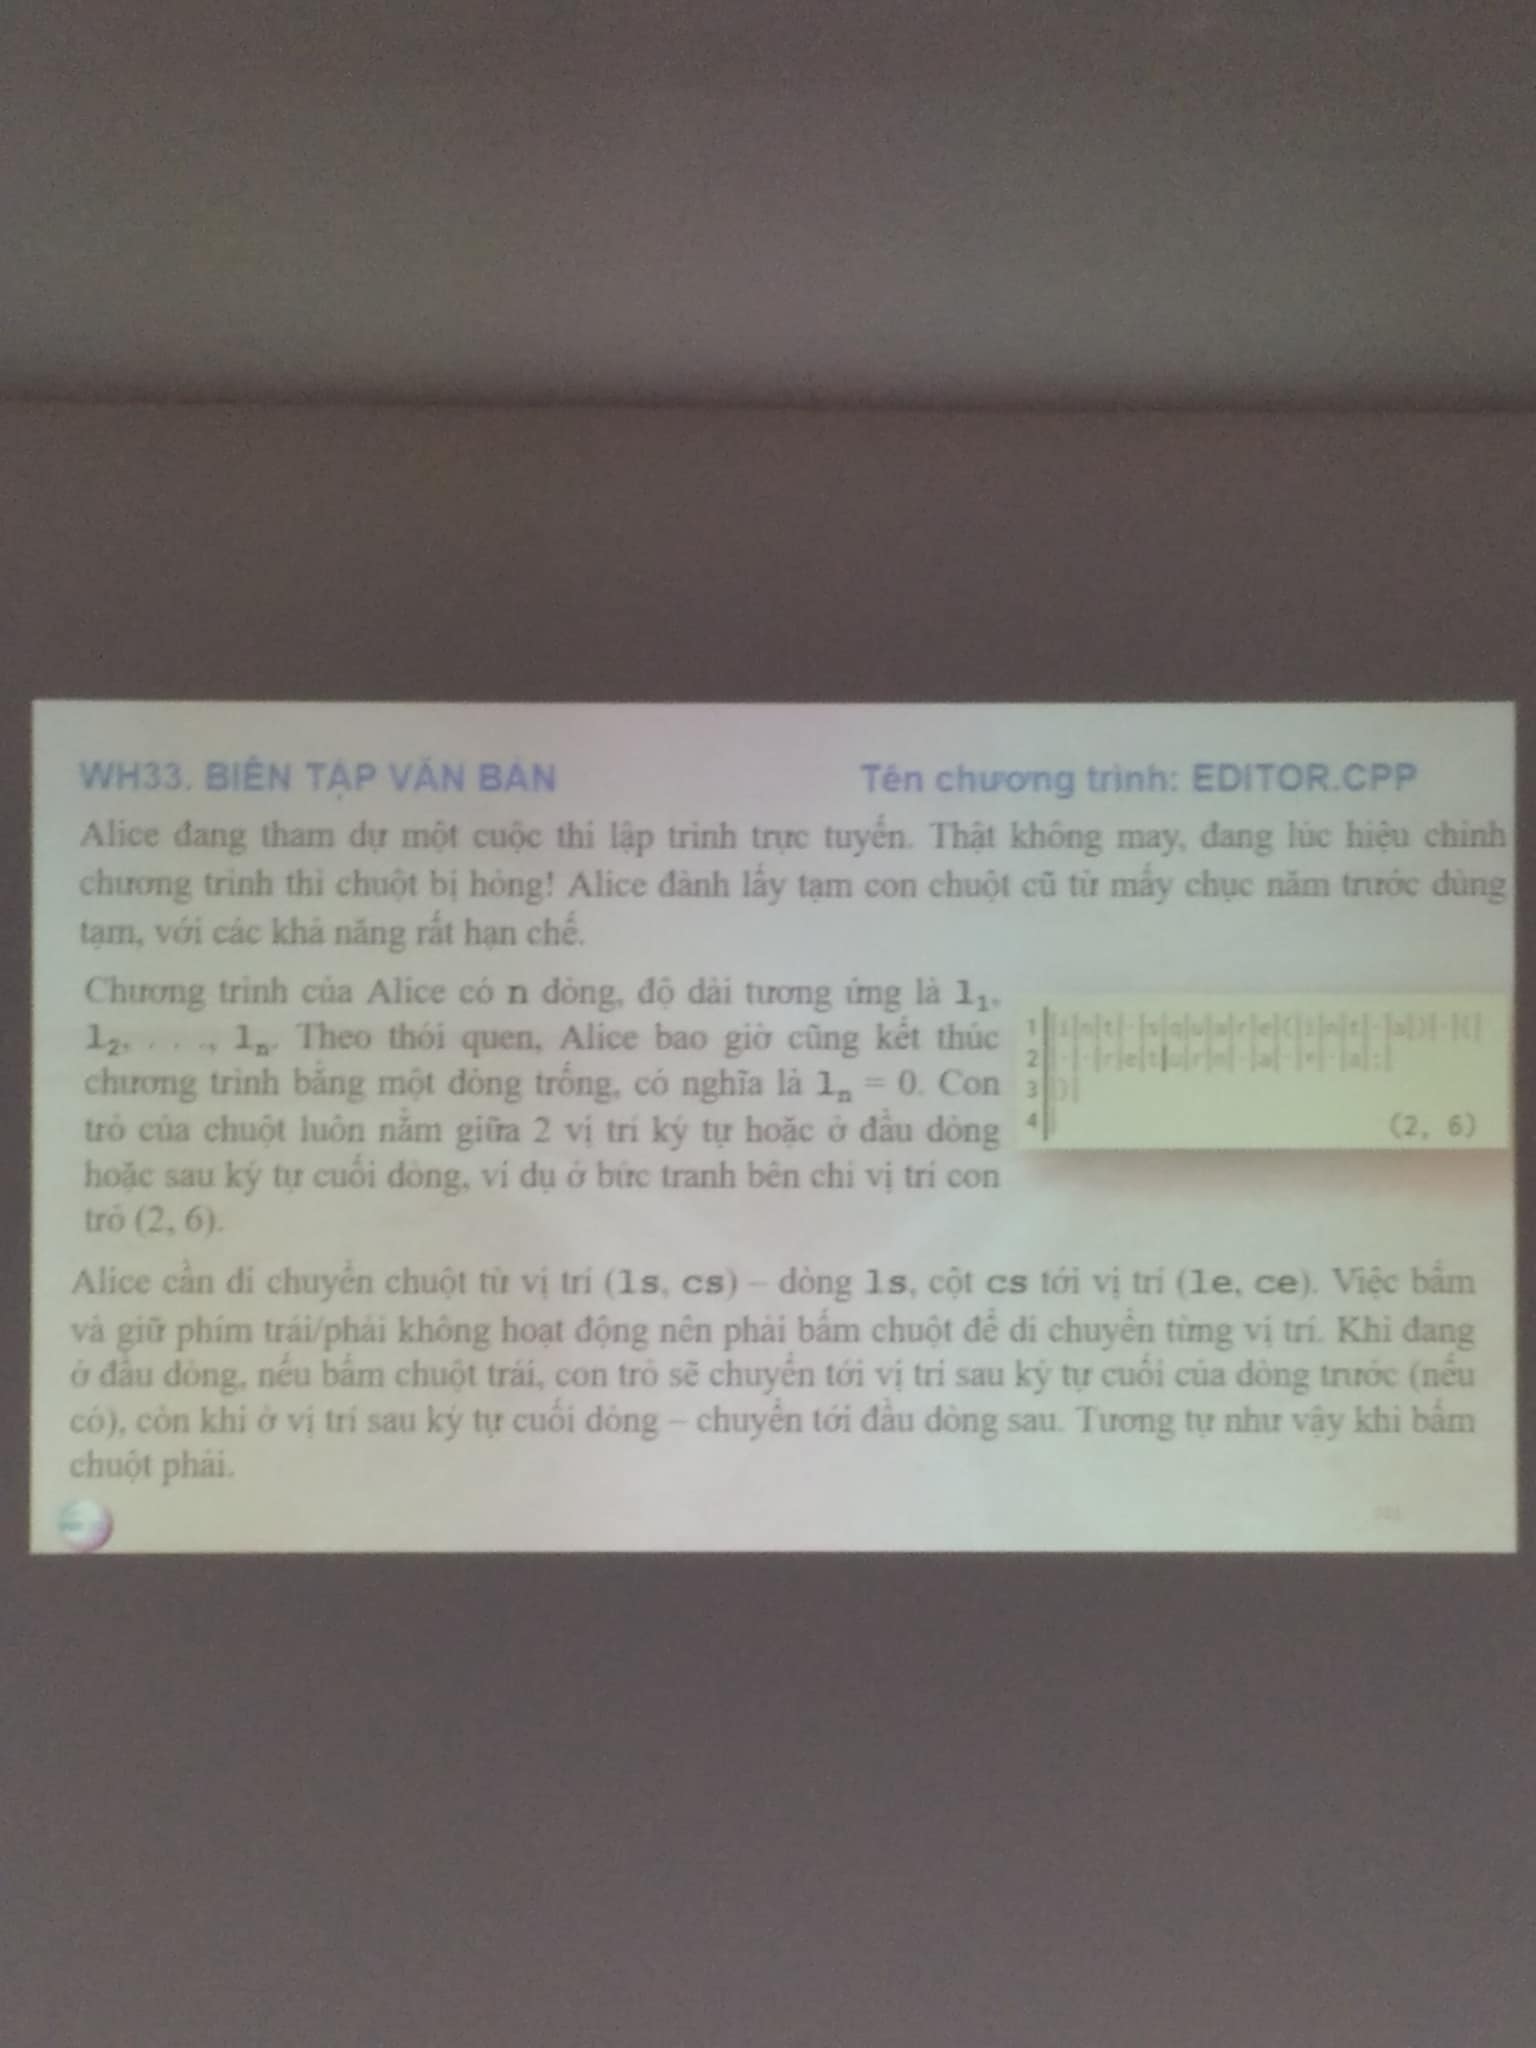 WH33. BIÊN TẬP VĂN BẢN Tên chương trình: EDITOR.CPP
Alice đang tham dự một cuộc thi lập trình trực tuyến. Thật không may, đang lúc hiệu chỉnh
chương trình thì chuột bị hỏng! Alice đành lấy tạm con chuột cũ từ mấy chục năm trước dùng
tạm, với các khả năng rất hạn chế.
Chương trình của Alice có n dòng, độ dài tương ứng là l₁,
l₂, . . ., lₙ. Theo thói quen, Alice bao giờ cũng kết thúc
chương trình bằng một dòng trống, có nghĩa là lₙ = 0. Con
trỏ của chuột luôn nằm giữa 2 vị trí ký tự hoặc ở đầu dòng
hoặc sau ký tự cuối dòng, ví dụ ở bức tranh bên chỉ vị trí con
trỏ (2, 6).
1 |i|n|t|·|s|q|u|a|r|e|(|i|n|t|·|a|)|·|{|
2 |·|·|r|e|t|u|r|n|·|a|·|*|·|a|;|
3 |}|
4 |
(2, 6)
Alice cần di chuyển chuột từ vị trí (ls, cs) – dòng ls, cột cs tới vị trí (le, ce). Việc bấm
và giữ phím trái/phải không hoạt động nên phải bấm chuột để di chuyển từng vị trí. Khi đang
ở đầu dòng, nếu bấm chuột trái, con trỏ sẽ chuyển tới vị trí sau ký tự cuối của dòng trước (nếu
có), còn khi ở vị trí sau ký tự cuối dòng – chuyển tới đầu dòng sau. Tương tự như vậy khi bấm
chuột phải.